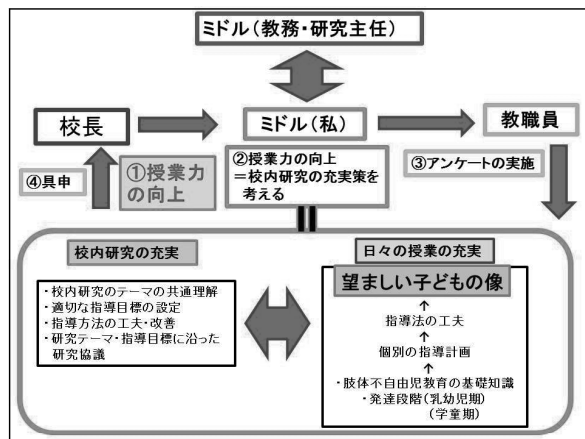 ミドル(教務・研究主任)
校長
ミドル(私)
教職員
④具申
①授業力
の向上
②授業力の向上
=校内研究の充実策を
考える
③アンケートの実施
校内研究の充実
・校内研究のテーマの共通理解
・適切な指導目標の設定
・指導方法の工夫・改善
・研究テーマ・指導目標に沿った
研究協議
日々の授業の充実
望ましい子どもの像
↑
指導法の工夫
↑
個別の指導計画
↑
・肢体不自由児教育の基礎知識
・発達段階(乳幼児期)
(学童期)